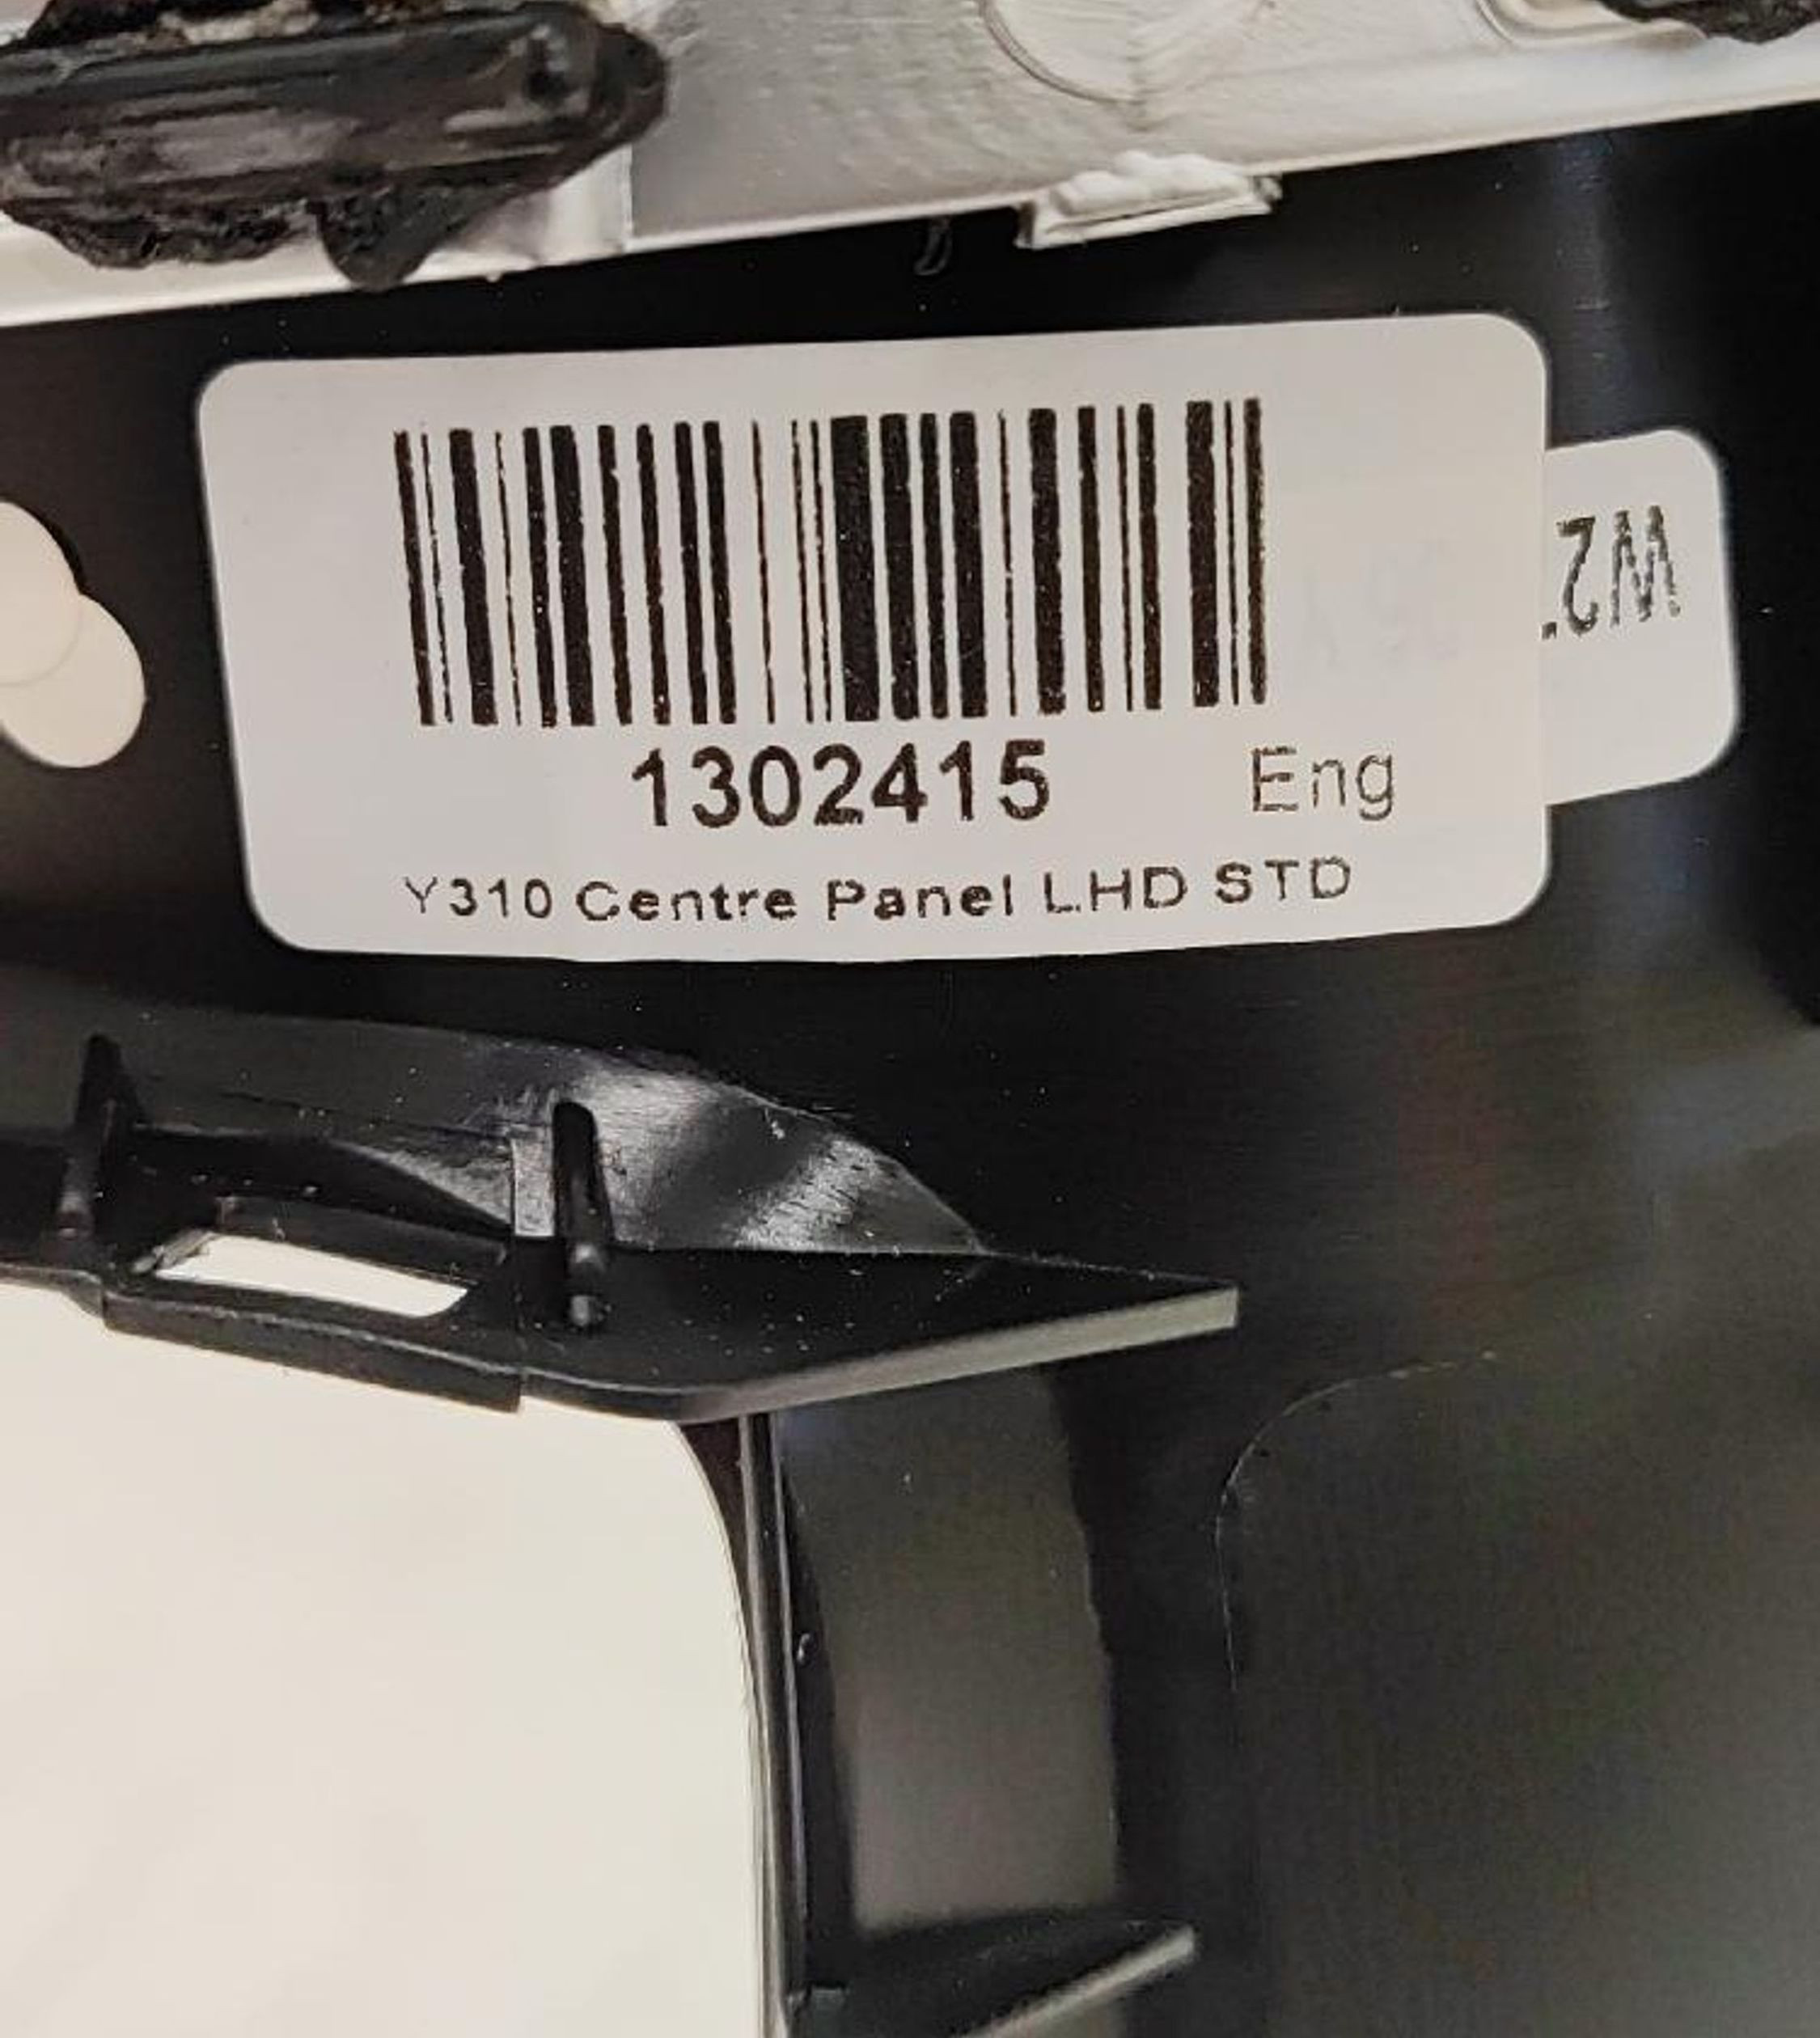 1302415 Eng
Y310 Centre Panel LHD STD